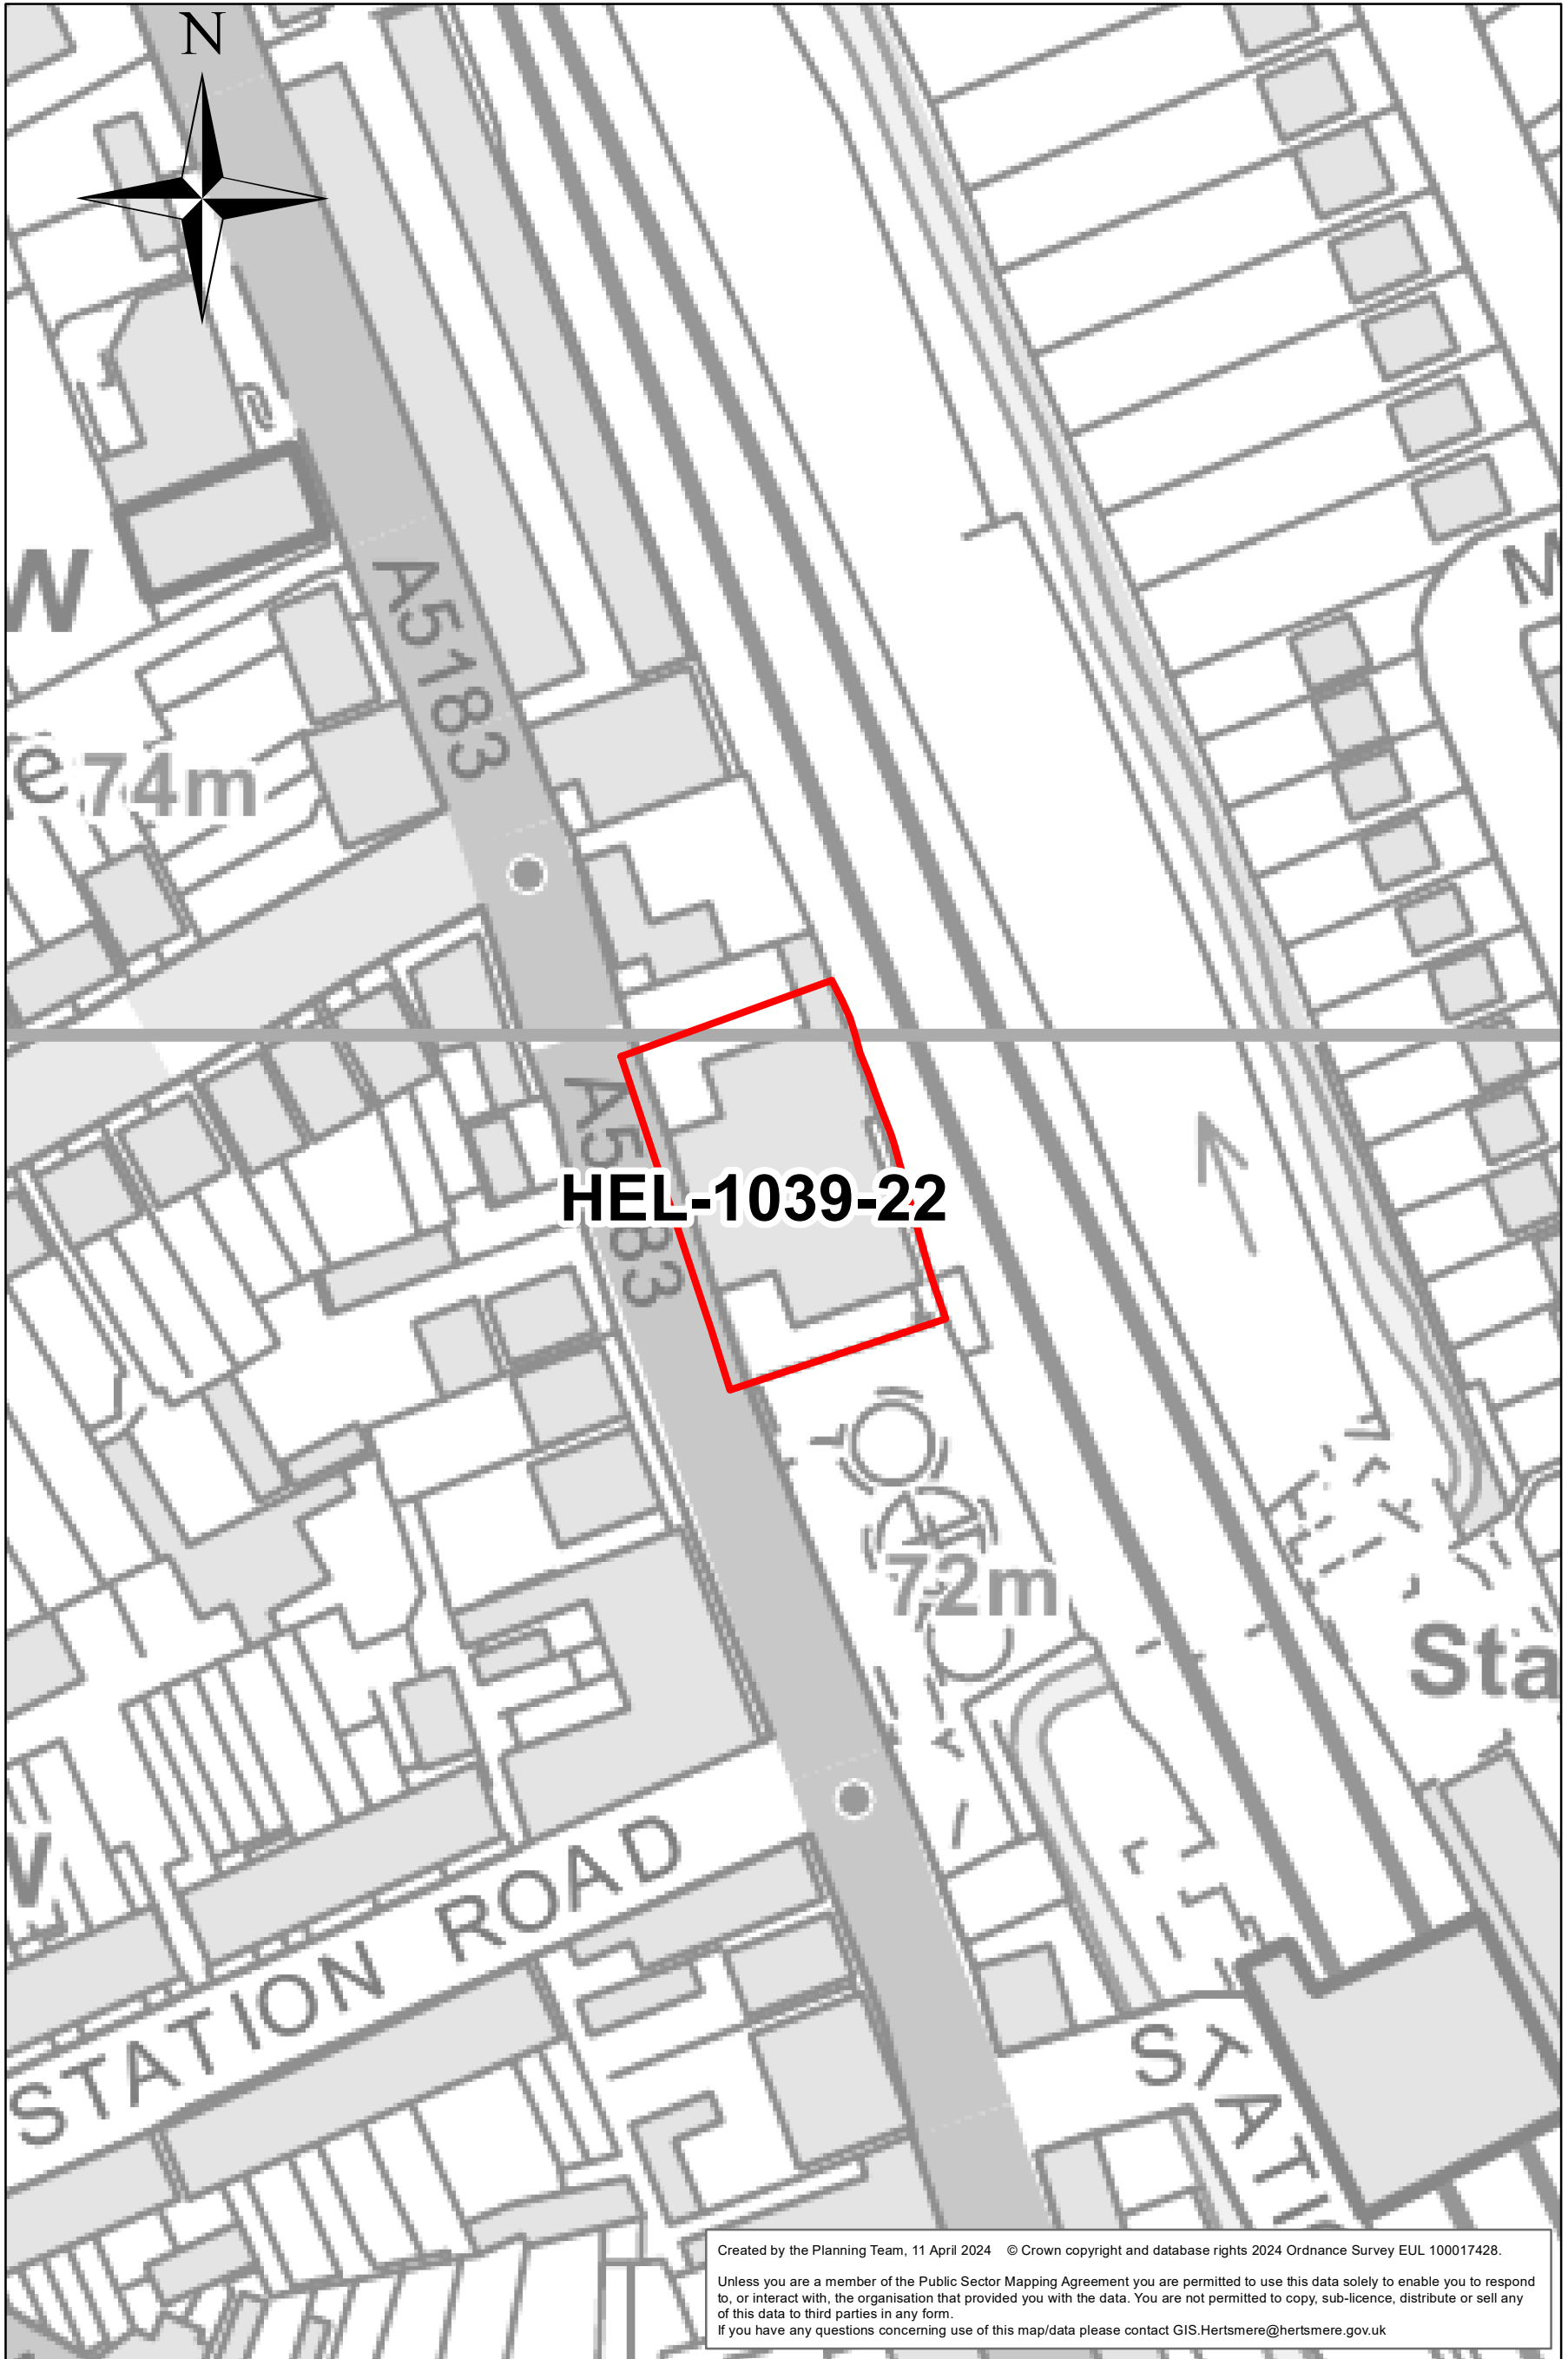 N
A5183
W
N
e 74m
A5183
HEL-1039-22
72m
Sta
STATION ROAD
STATI
Created by the Planning Team, 11 April 2024 © Crown copyright and database rights 2024 Ordnance Survey EUL 100017428.
Unless you are a member of the Public Sector Mapping Agreement you are permitted to use this data solely to enable you to respond
to, or interact with, the organisation that provided you with the data. You are not permitted to copy, sub-licence, distribute or sell any
of this data to third parties in any form.
If you have any questions concerning use of this map/data please contact GIS.Hertsmere@hertsmere.gov.uk